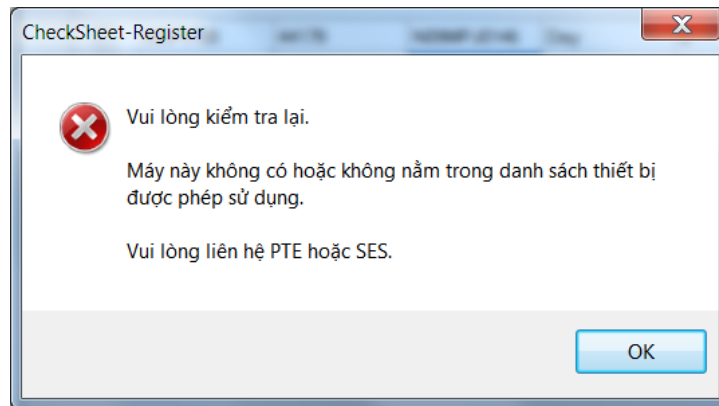 CheckSheet-Register
Vui lòng kiểm tra lại.
Máy này không có hoặc không nằm trong danh sách thiết bị
được phép sử dụng.
Vui lòng liên hệ PTE hoặc SES.
OK